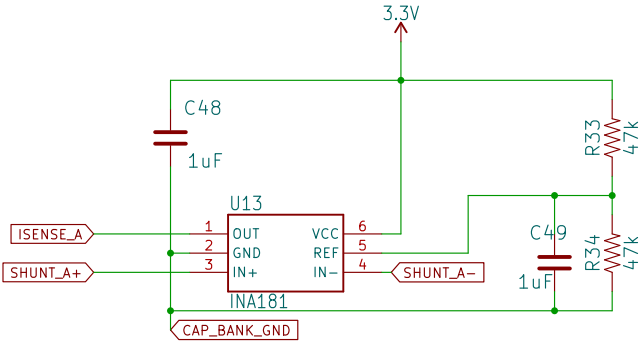 3.3V
C48
1uF
R33
47k
U13
ISENSE_A
1
OUT
VCC
6
2
GND
REF
5
SHUNT_A+
3
IN+
IN-
4
SHUNT_A-
INA181
C49
1uF
R34
47k
CAP_BANK_GND